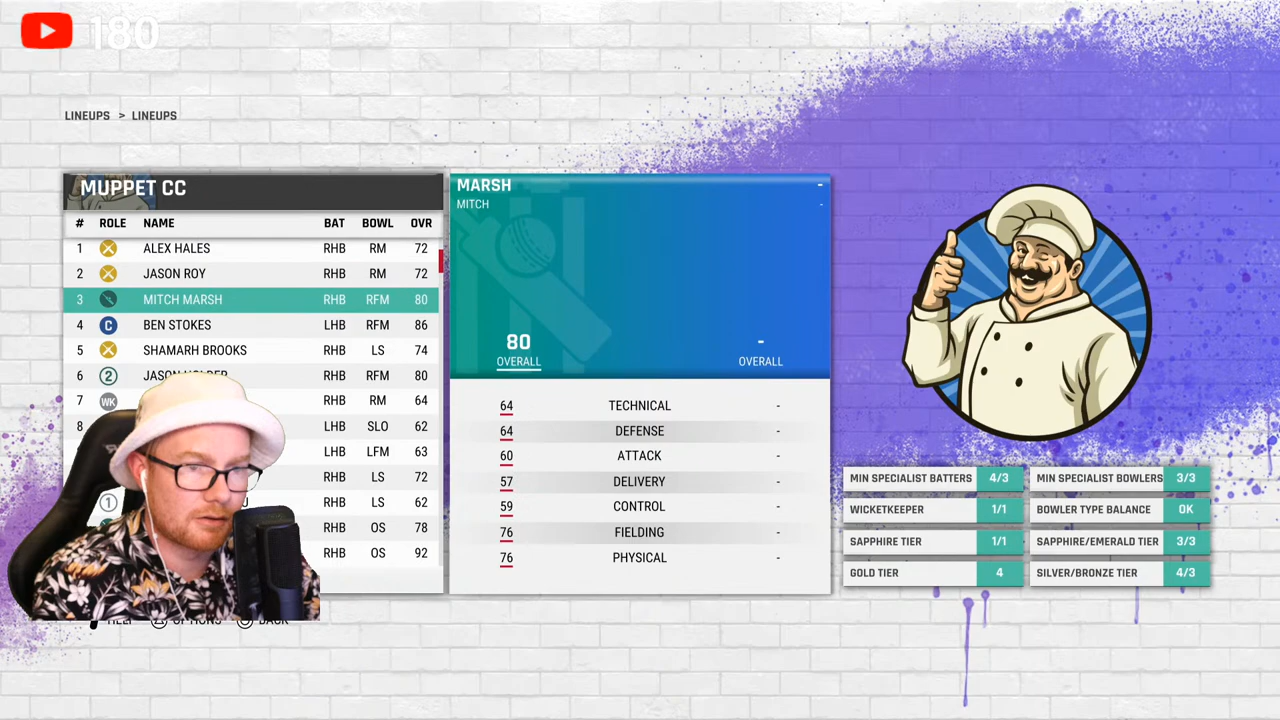 180
LINEUPS > LINEUPS
MUPPET CC
# ROLE NAME BAT BOWL OVR
1 ALEX HALES RHB RM 72
2 JASON ROY RHB RM 72
3 MITCH MARSH RHB RFM 80
4 C BEN STOKES LHB RFM 86
5 SHAMARH BROOKS RHB LS 74
6 2 JASON HOLDER RHB RFM 80
7 WK RHB RM 64
8 LHB SLO 62
LHB LFM 63
RHB LS 72
1 RHB LS 62
RHB OS 78
RHB OS 92
MARSH -
MITCH -
80 -
OVERALL OVERALL
64 TECHNICAL -
64 DEFENSE -
60 ATTACK -
57 DELIVERY -
59 CONTROL -
76 FIELDING -
76 PHYSICAL -
MIN SPECIALIST BATTERS 4/3 MIN SPECIALIST BOWLERS 3/3
WICKETKEEPER 1/1 BOWLER TYPE BALANCE OK
SAPPHIRE TIER 1/1 SAPPHIRE/EMERALD TIER 3/3
GOLD TIER 4 SILVER/BRONZE TIER 4/3
HELP OPTIONS BACK